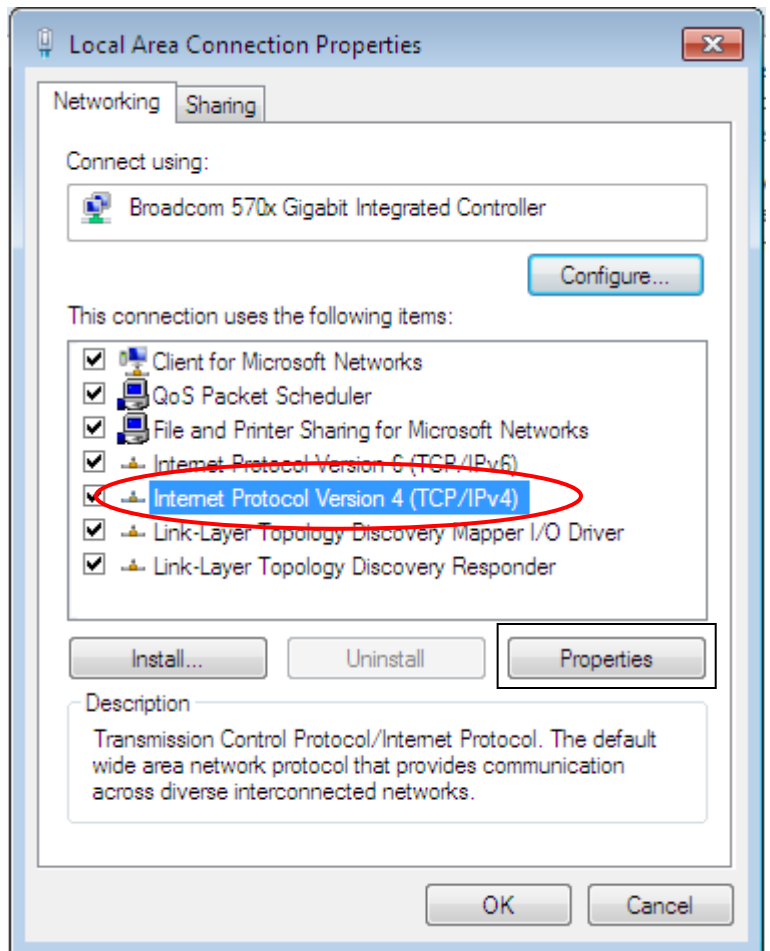 Local Area Connection Properties
Networking
Sharing
Connect using:
Broadcom 570x Gigabit Integrated Controller
Configure...
This connection uses the following items:
Client for Microsoft Networks
QoS Packet Scheduler
File and Printer Sharing for Microsoft Networks
Internet Protocol Version 6 (TCP/IPv6)
Internet Protocol Version 4 (TCP/IPv4)
Link-Layer Topology Discovery Mapper I/O Driver
Link-Layer Topology Discovery Responder
Install...
Uninstall
Properties
Description
Transmission Control Protocol/Internet Protocol. The default
wide area network protocol that provides communication
across diverse interconnected networks.
OK
Cancel